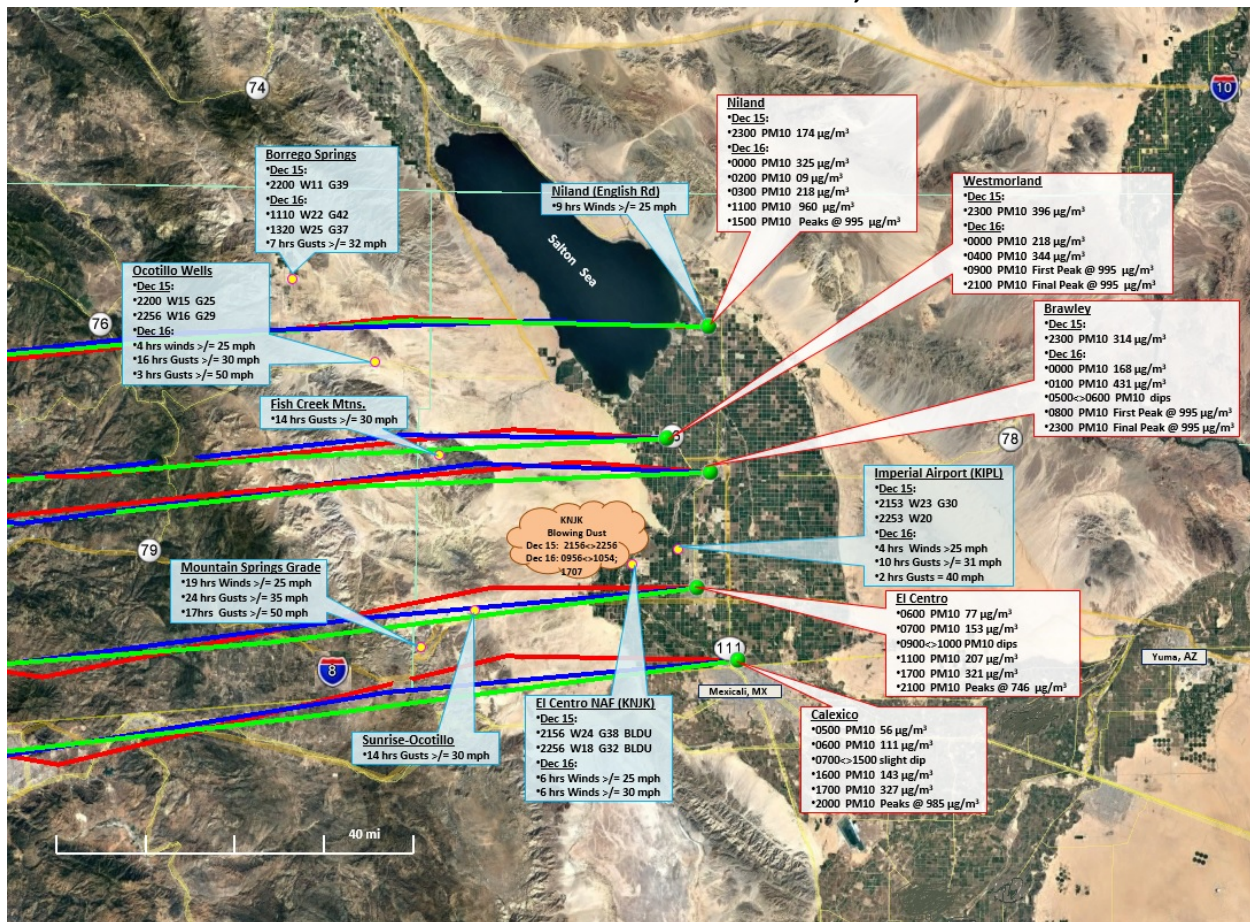 74
10
Niland
•Dec 15:
•2300 PM10 174 µg/m³
•Dec 16:
•0000 PM10 325 µg/m³
•0200 PM10 09 µg/m³
•0300 PM10 218 µg/m³
•1100 PM10 960 µg/m³
•1500 PM10 Peaks @ 995 µg/m³
Borrego Springs
•Dec 15:
•2200 W11 G39
•Dec 16:
•1110 W22 G42
•1320 W25 G37
•7 hrs Gusts >/= 32 mph
Niland (English Rd)
•9 hrs Winds >/= 25 mph
Westmorland
•Dec 15:
•2300 PM10 396 µg/m³
•Dec 16:
•0000 PM10 218 µg/m³
•0400 PM10 344 µg/m³
•0900 PM10 First Peak @ 995 µg/m³
•2100 PM10 Final Peak @ 995 µg/m³
Salton Sea
Ocotillo Wells
•Dec 15:
•2200 W15 G25
•2256 W16 G29
•Dec 16:
•4 hrs winds >/= 25 mph
•16 hrs Gusts >/= 30 mph
•3 hrs Gusts >/= 50 mph
76
Brawley
•Dec 15:
•2300 PM10 314 µg/m³
•Dec 16:
•0000 PM10 168 µg/m³
•0100 PM10 431 µg/m³
•0500<>0600 PM10 dips
•0800 PM10 First Peak @ 995 µg/m³
•2300 PM10 Final Peak @ 995 µg/m³
Fish Creek Mtns.
•14 hrs Gusts >/= 30 mph
78
Imperial Airport (KIPL)
•Dec 15:
•2153 W23 G30
•2253 W20
•Dec 16:
•4 hrs Winds >25 mph
•10 hrs Gusts >/= 31 mph
•2 hrs Gusts = 40 mph
KNJK
Blowing Dust
Dec 15: 2156<>2256
Dec 16: 0956<>1054;
1707
79
Mountain Springs Grade
•19 hrs Winds >/= 25 mph
•24 hrs Gusts >/= 35 mph
•17hrs Gusts >/= 50 mph
El Centro
•0600 PM10 77 µg/m³
•0700 PM10 153 µg/m³
•0900<>1000 PM10 dips
•1100 PM10 207 µg/m³
•1700 PM10 321 µg/m³
•2100 PM10 Peaks @ 746 µg/m³
111
Yuma, AZ
8
Mexicali, MX
El Centro NAF (KNJK)
•Dec 15:
•2156 W24 G38 BLDU
•2256 W18 G32 BLDU
•Dec 16:
•6 hrs Winds >/= 25 mph
•6 hrs Winds >/= 30 mph
Calexico
•0500 PM10 56 µg/m³
•0600 PM10 111 µg/m³
•0700<>1500 slight dip
•1600 PM10 143 µg/m³
•1700 PM10 327 µg/m³
•2000 PM10 Peaks @ 985 µg/m³
Sunrise-Ocotillo
•14 hrs Gusts >/= 30 mph
40 mi